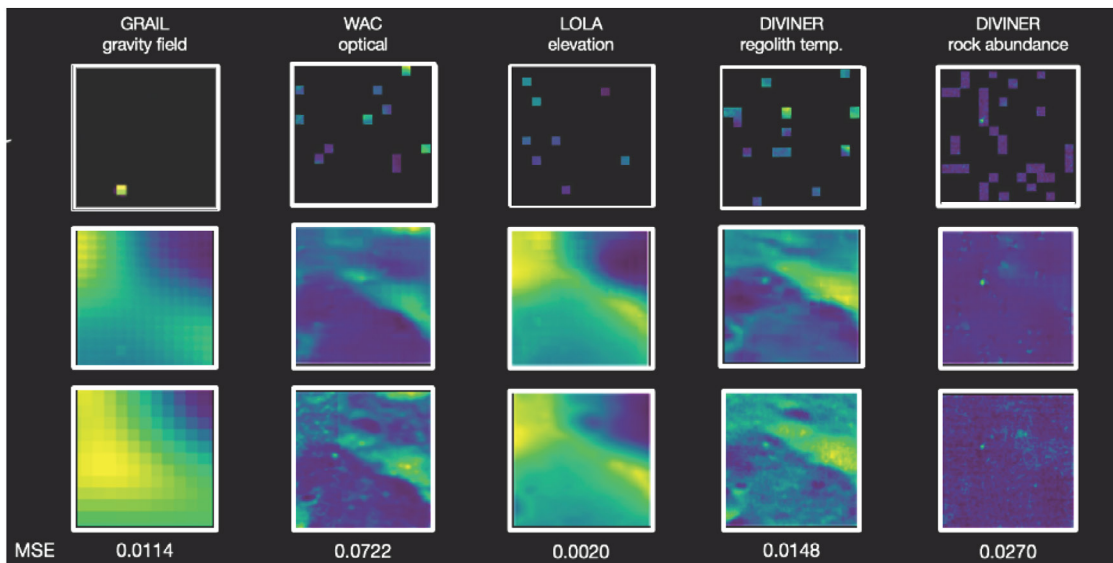 GRAIL
gravity field
WAC
optical
LOLA
elevation
DIVINER
regolith temp.
DIVINER
rock abundance
MSE 0.0114 0.0722 0.0020 0.0148 0.0270